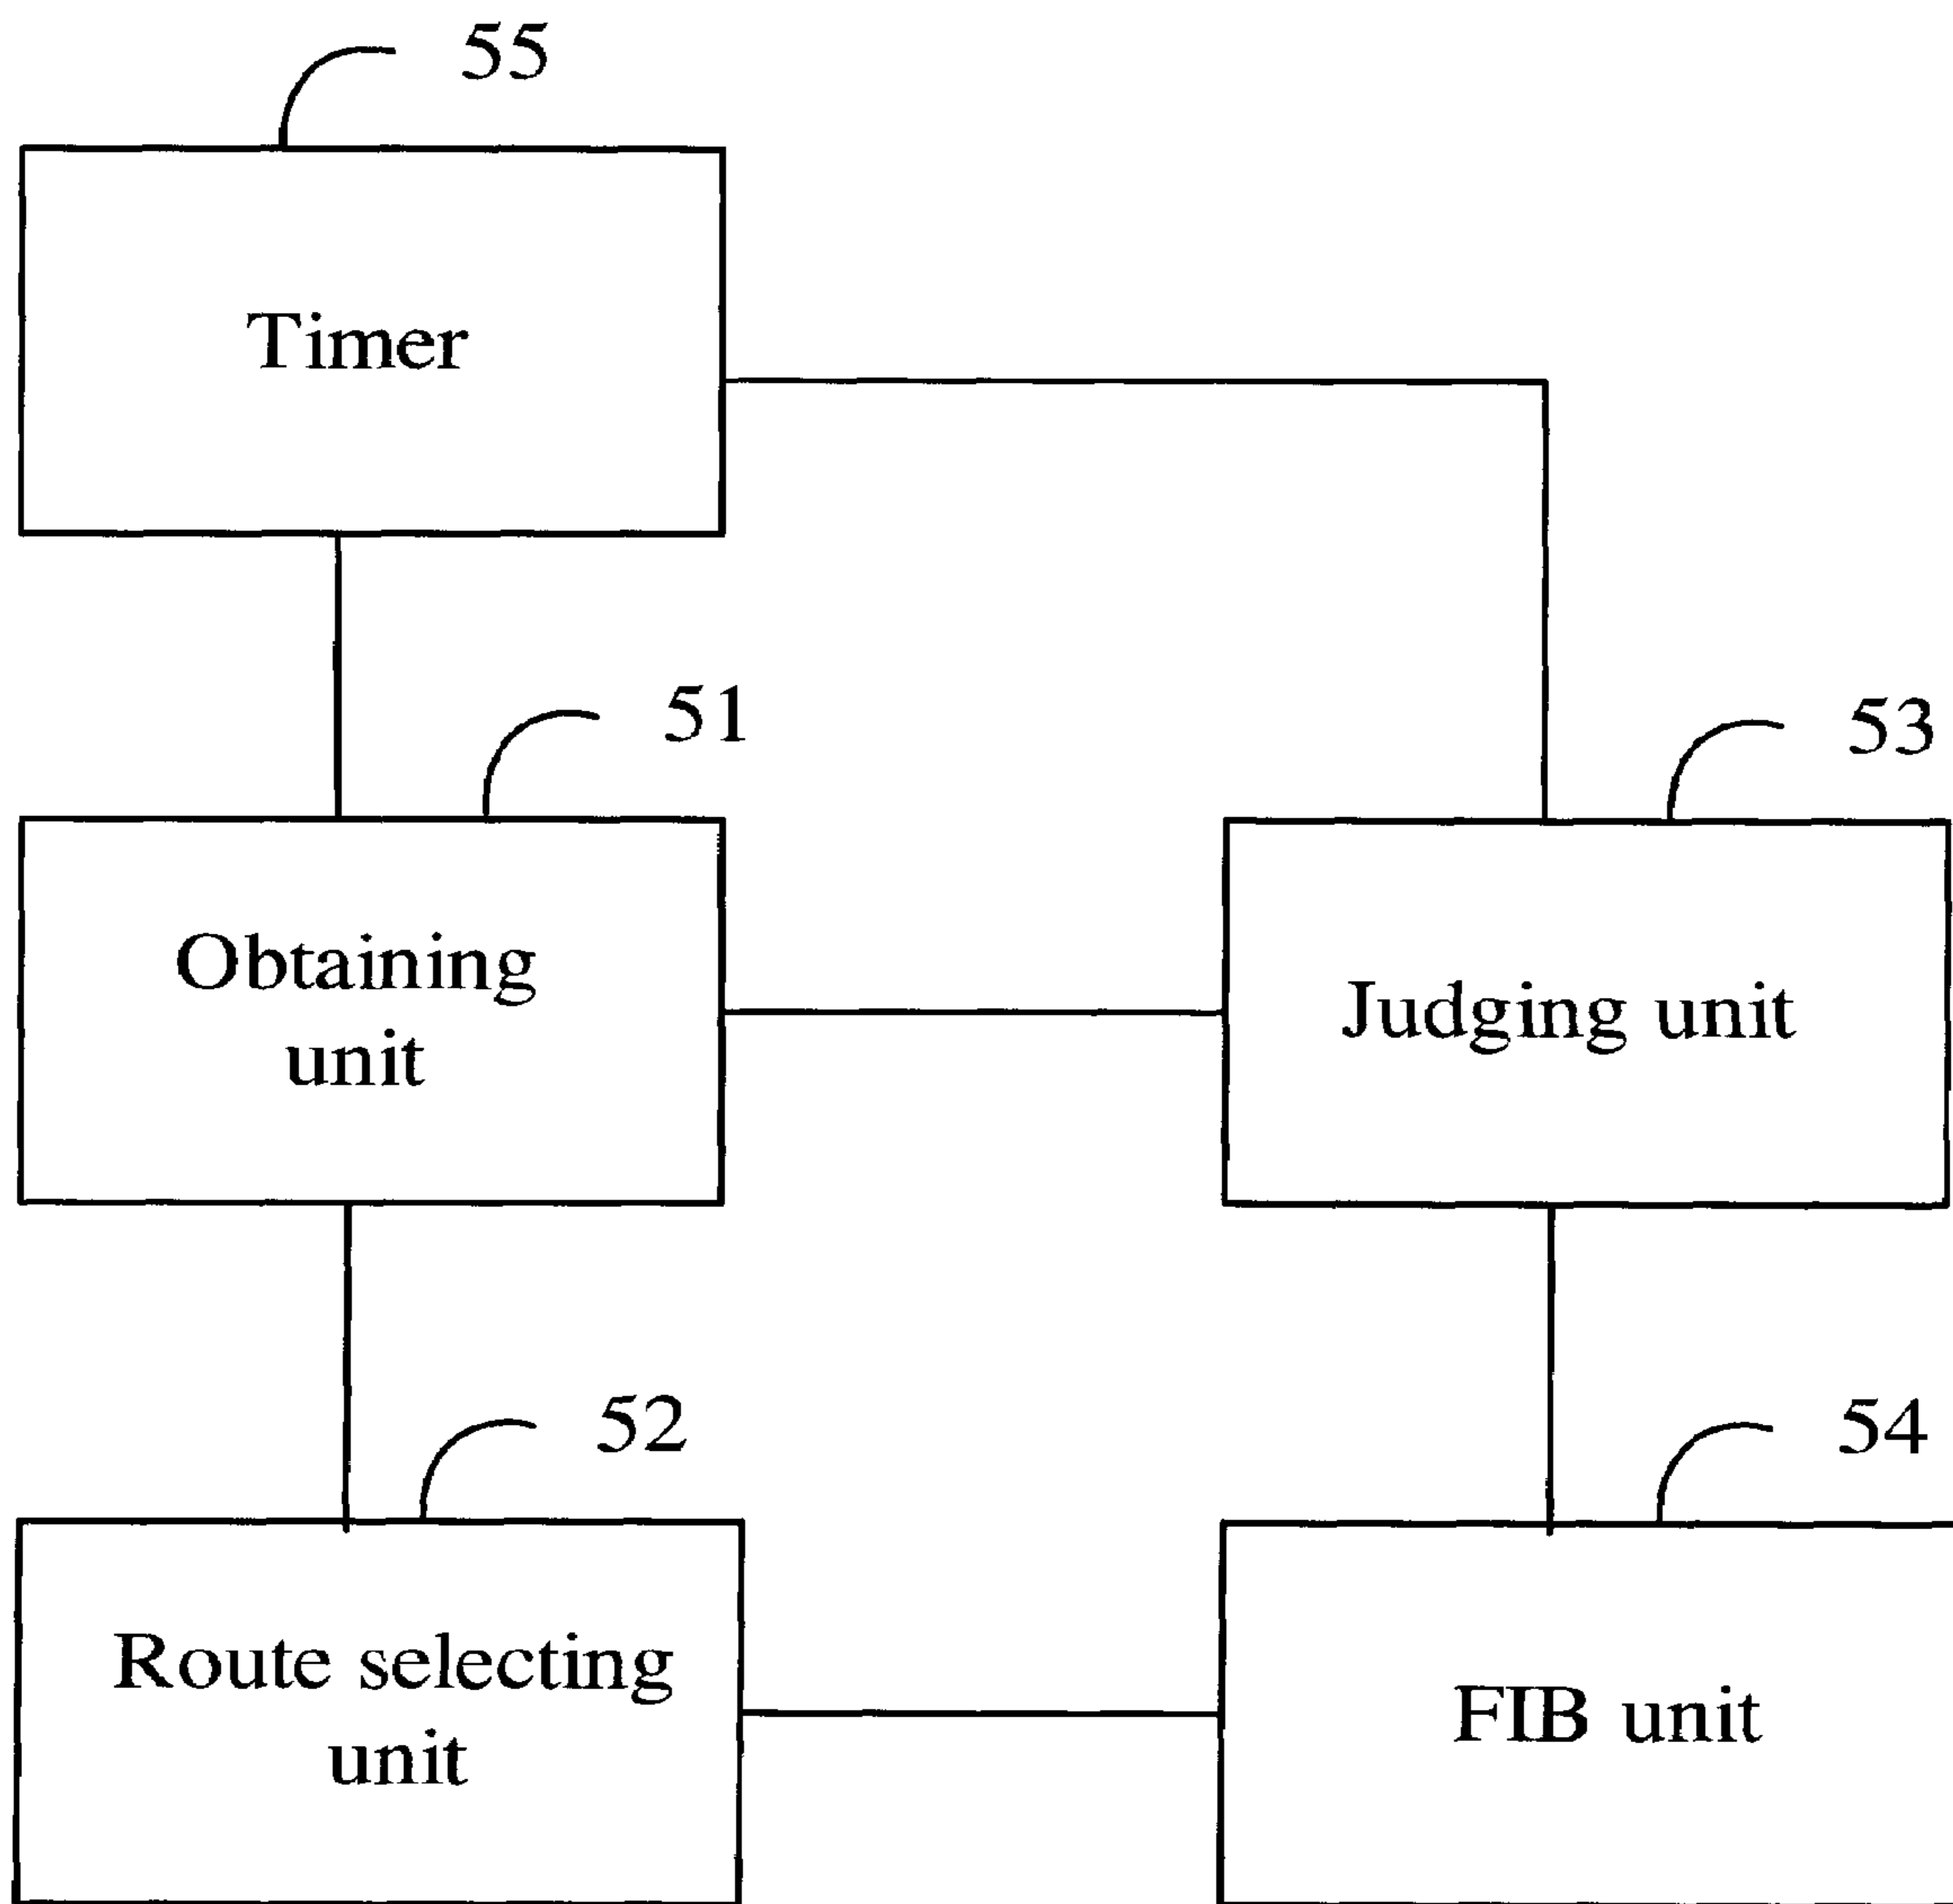 55
Timer
51
53
Obtaining
unit
Judging unit
52
54
Route selecting
unit
FIB unit